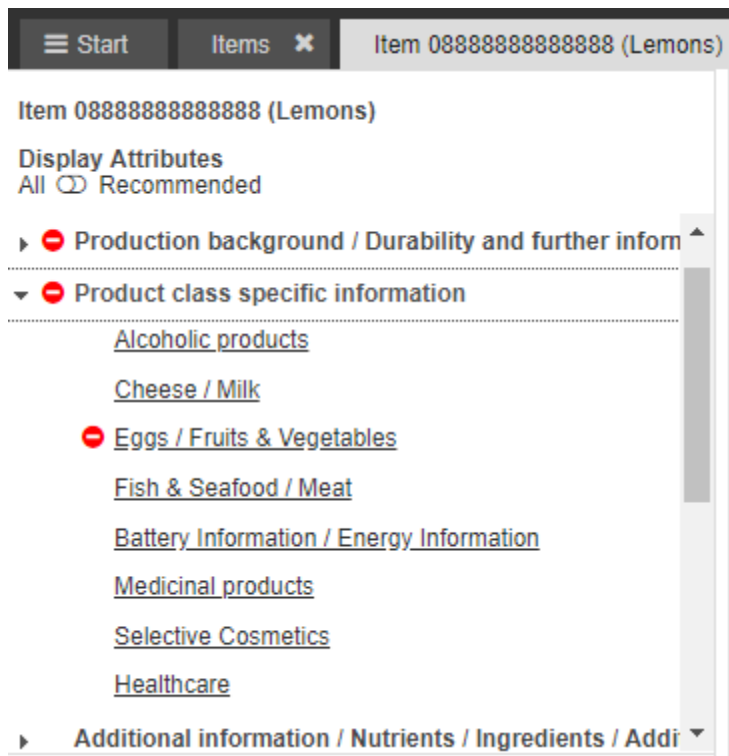 Start Items Item 08888888888888 (Lemons)
Item 08888888888888 (Lemons)
Display Attributes
All Recommended
Production background / Durability and further inform
Product class specific information
Alcoholic products
Cheese / Milk
Eggs / Fruits & Vegetables
Fish & Seafood / Meat
Battery Information / Energy Information
Medicinal products
Selective Cosmetics
Healthcare
Additional information / Nutrients / Ingredients / Addi